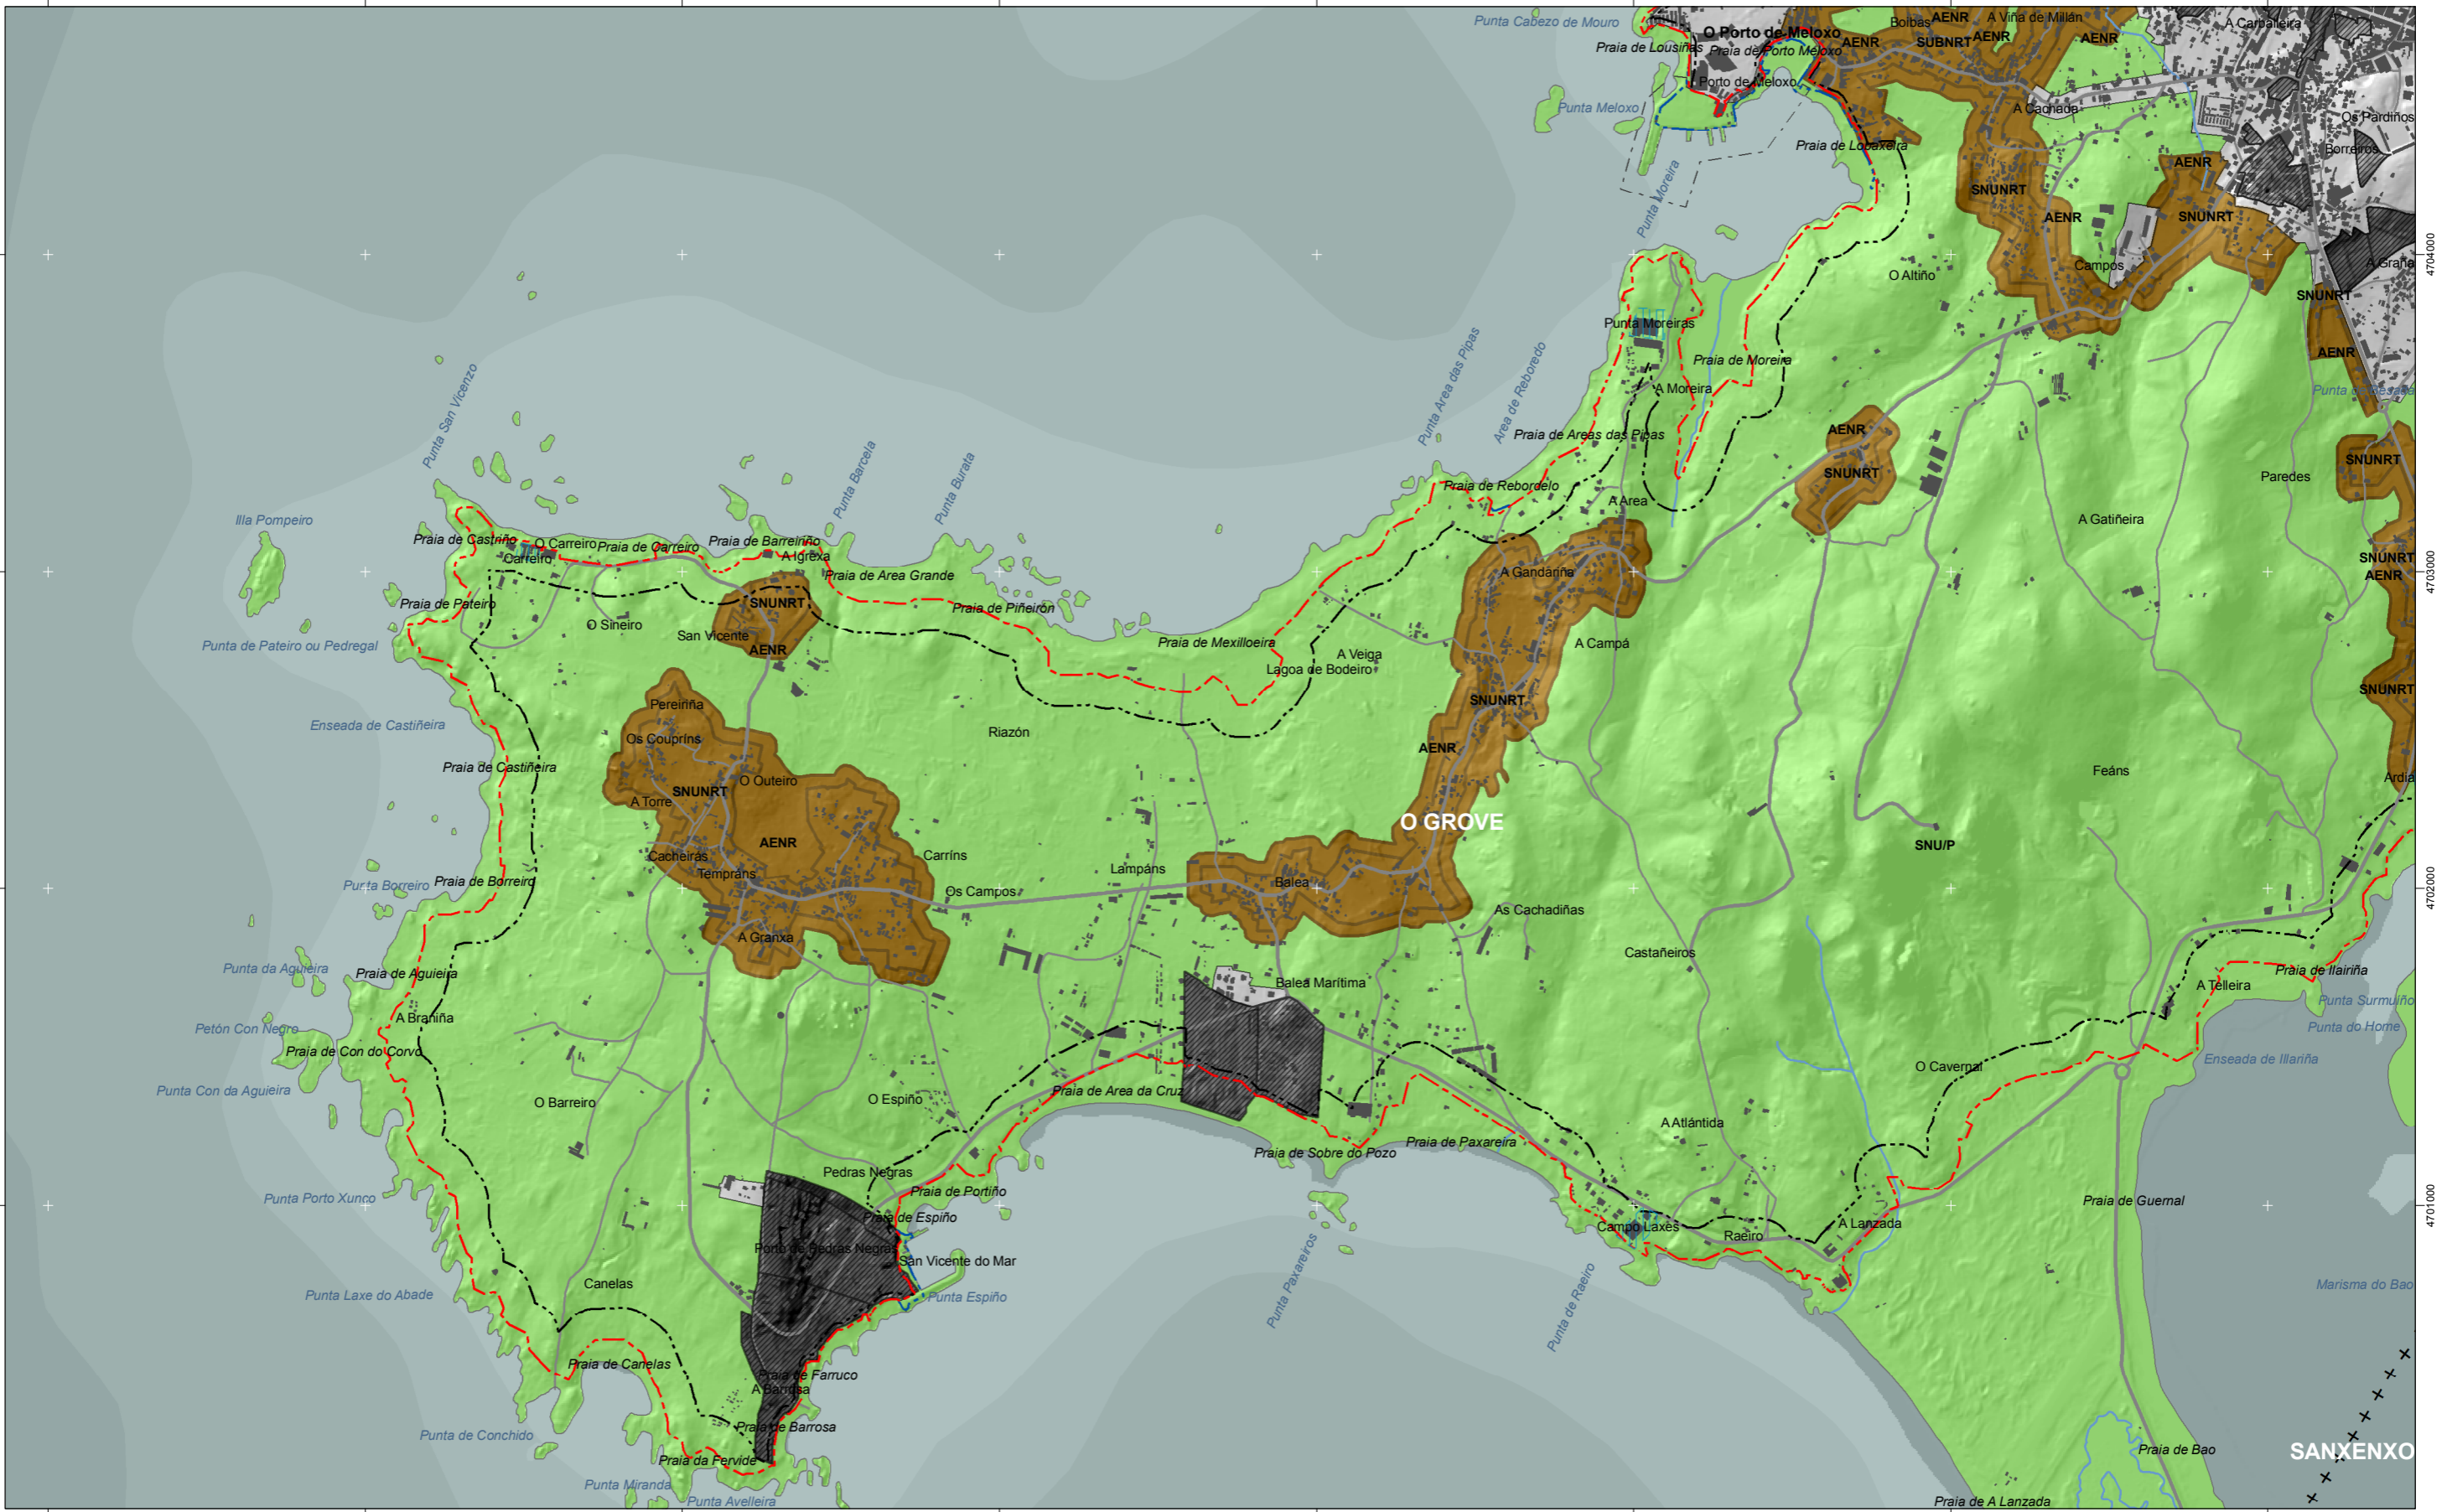 Punta Cabezo de Mouro
O Porto de Meloxo
Boibas
AENR
A Viña de Millán
A Carballeira
Praia de Lousiñas
Praia de Porto Meloxo
AENR
SUBNRT
AENR
AENR
Porto de Meloxo
Punta Meloxo
A Cachada
Os Pardiños
Praia de Lobaxeira
Borreiros
AENR
SNUNRT
Punta Moreira
AENR
SNUNRT
4704000
O Altiño
Campos
A Graña
SNUNRT
Punta Moreiras
AENR
Praia de Moreira
Punta Area das Pipas
Area de Reboredo
A Moreira
Punta San Vicenzo
Praia de Areas das Pipas
AENR
SNUNRT
SNUNRT
Paredes
Punta Barcela
Punta Burata
Praia de Rebordelo
A Area
Illa Pompeiro
A Gatiñeira
Praia de Castriño
O Carreiro
Praia de Carreiro
Praia de Barreiriño
A Igrexa
Carreiro
SNUNRT
4703000
Praia de Area Grande
A Gandariña
AENR
Praia de Pateiro
SNUNRT
Praia de Piñeirón
O Sineiro
San Vicente
Punta de Pateiro ou Pedregal
AENR
Praia de Mexilloeira
A Veiga
A Campá
Lagoa de Bodeiro
SNUNRT
Pereiriña
SNUNRT
Enseada de Castiñeira
Riazón
Os Couprins
AENR
Praia de Castiñeira
O Outeiro
Feáns
Ardia
SNUNRT
A Torre
O GROVE
AENR
SNU/P
Cacheiras
Carríns
Tempráns
Lampáns
Punta Borreiro
Praia de Borreiro
Os Campos
Balea
4702000
As Cachadiñas
A Granxa
Castañeiros
Punta da Aguieira
Praia de Aguieira
Balea Marítima
Praia de Ilairiña
A Telleira
Punta Surmuiño
A Braniña
Petón Con Negro
Punta do Home
Praia de Con do Corvo
Enseada de Illariña
O Cavernal
Punta Con da Aguieira
O Barreiro
O Espiño
Praia de Area da Cruz
A Atlántida
Praia de Sobre do Pozo
Praia de Paxareira
Pedras Negras
Punta Porto Xunco
Praia de Portiño
Praia de Guernal
4701000
Praia de Espiño
Campo Laxes
Raeiro
A Lanzada
Porto de Pedras Negras
San Vicente do Mar
Punta Paxareiros
Punta de Raeiro
Canelas
Punta Laxe do Abade
Punta Espiño
Marisma do Bao
Praia de Canelas
Praia de Farruco
A Barrosa
Praia de Barrosa
Punta de Conchido
Praia de Bao
SANXENXO
Praia da Fervide
Punta Miranda
Punta Avelleira
Praia de A Lanzada